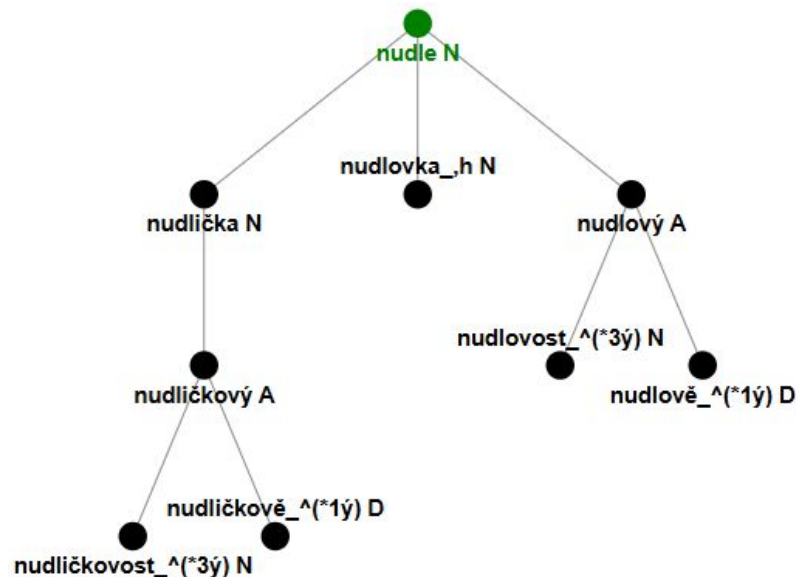 nudle N
nudlovka_,h N
nudlička N
nudlový A
nudlovost_^(*3ý) N
nudličkový A
nudlově_^(*1ý) D
nudličkově_^(*1ý) D
nudličkovost_^(*3ý) N